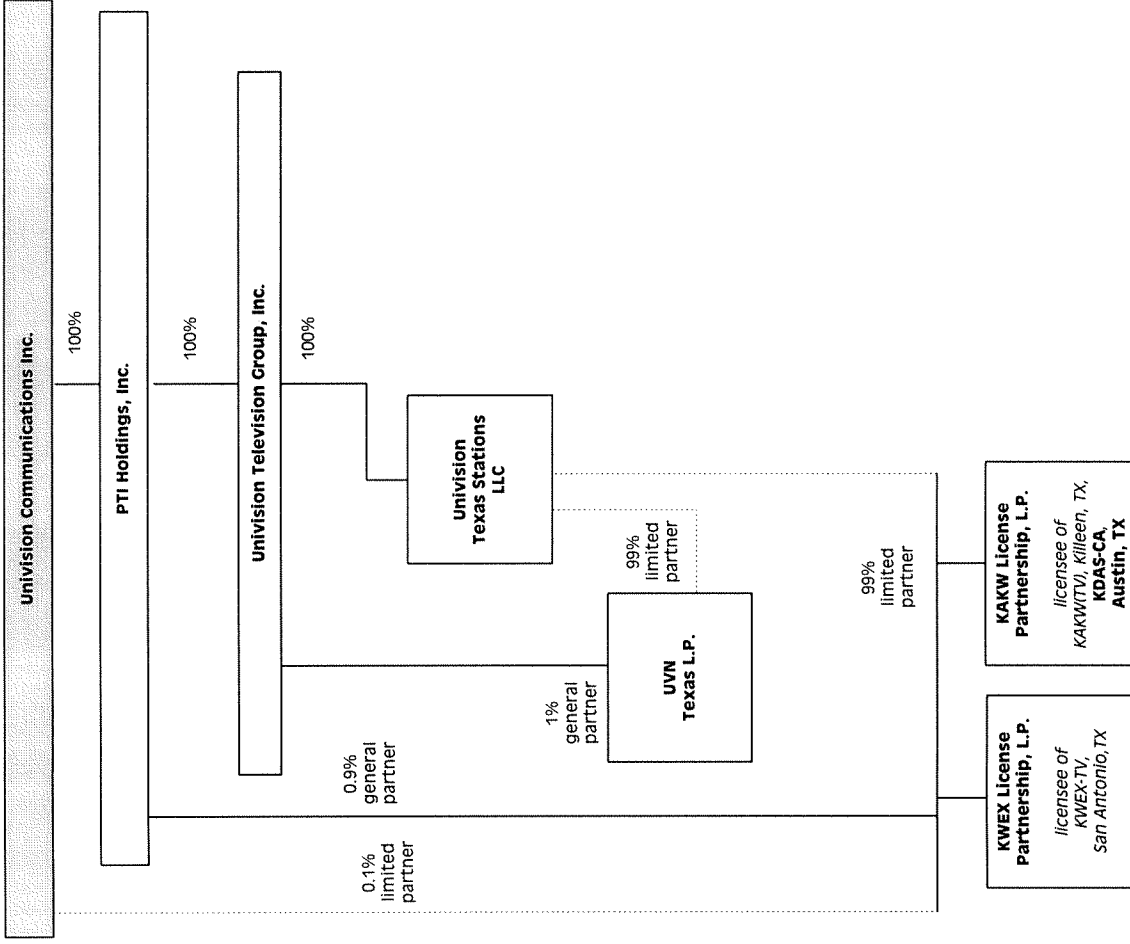 Univision Communications Inc.
100%
PTI Holdings, Inc.
100%
Univision Television Group, Inc.
100%
0.1%
limited
partner
0.9%
general
partner
Univision
Texas Stations
LLC
1%
general
partner
99%
limited
partner
UVN
Texas L.P.
99%
limited
partner
KWEX License
Partnership, L.P.
licensee of
KWEX-TV,
San Antonio,TX
KAKW License
Partnership, L.P.
licensee of
KAKW(TV), Killeen, TX,
KDAS-CA,
Austin, TX